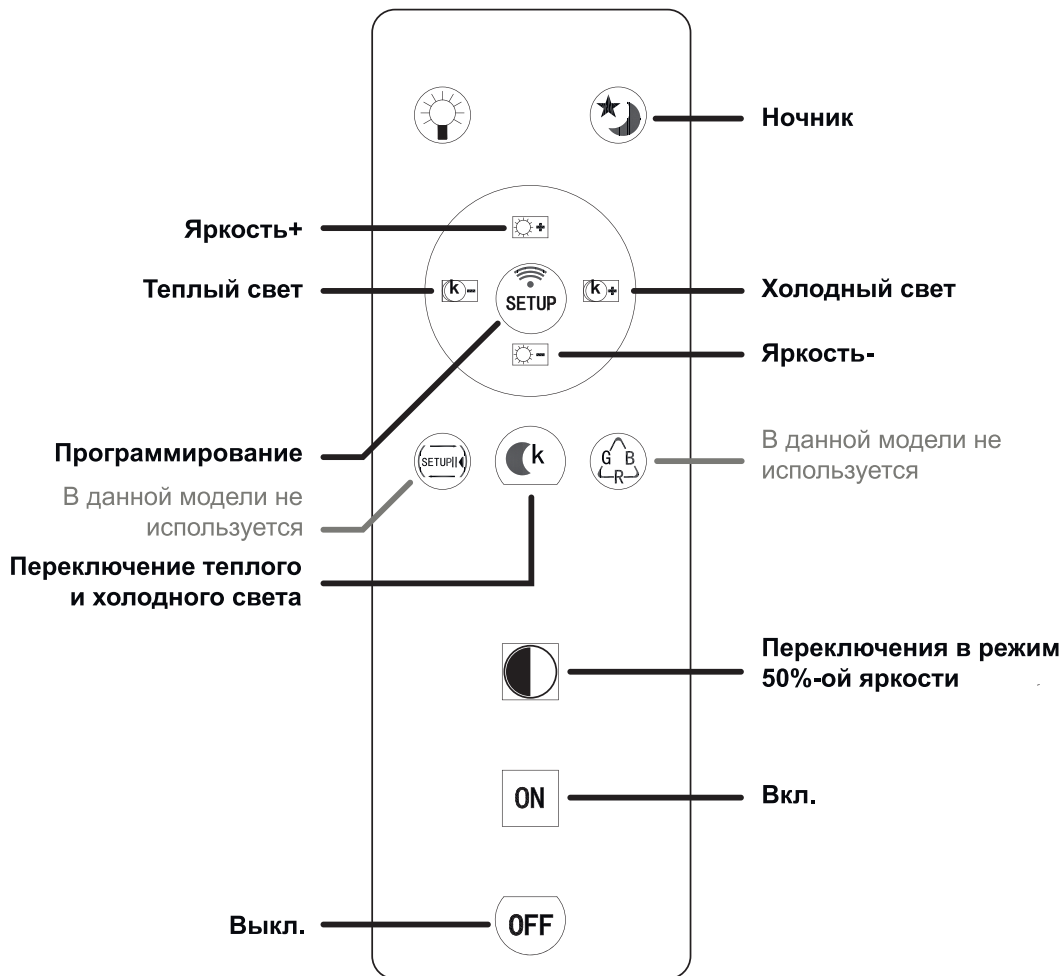 Ночник
Яркость+
Теплый свет
k-
SETUP
k+
Холодный свет
Яркость-
Программирование
SETUPII
k
G B
R
В данной модели не
используется
В данной модели не
используется
Переключение теплого
и холодного света
Переключения в режим
50%-ой яркости
ON
Вкл.
Выкл.
OFF